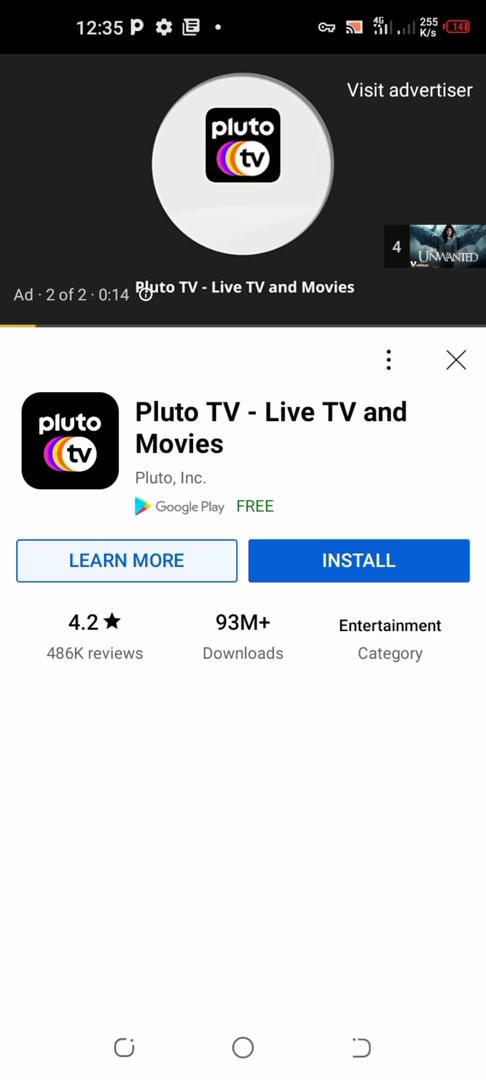 12:35
4G
255 K/s
14
Visit advertiser
pluto
tv
4
UNWANTED
Ad · 2 of 2 · 0:14
Pluto TV - Live TV and Movies
pluto
tv
Pluto TV - Live TV and
Movies
Pluto, Inc.
Google Play FREE
LEARN MORE
INSTALL
4.2★
93M+
Entertainment
486K reviews
Downloads
Category